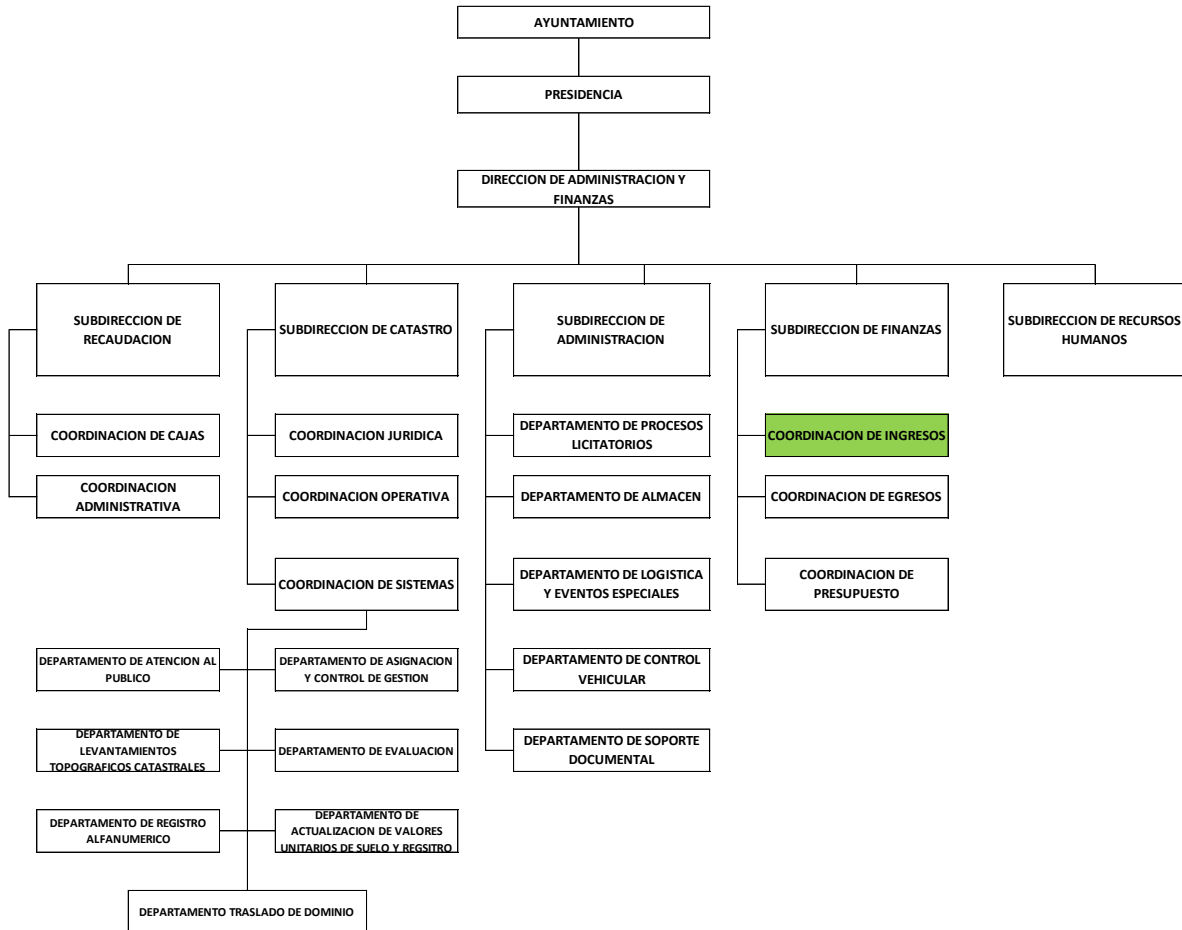 AYUNTAMIENTO
PRESIDENCIA
DIRECCION DE ADMINISTRACION Y
FINANZAS
SUBDIRECCION DE
RECAUDACION
SUBDIRECCION DE CATASTRO
SUBDIRECCION DE
ADMINISTRACION
SUBDIRECCION DE FINANZAS
SUBDIRECCION DE RECURSOS
HUMANOS
COORDINACION DE CAJAS
COORDINACION JURIDICA
DEPARTAMENTO DE PROCESOS
LICITATORIOS
COORDINACION DE INGRESOS
COORDINACION
ADMINISTRATIVA
COORDINACION OPERATIVA
DEPARTAMENTO DE ALMACEN
COORDINACION DE EGRESOS
COORDINACION DE SISTEMAS
DEPARTAMENTO DE LOGISTICA
Y EVENTOS ESPECIALES
COORDINACION DE
PRESUPUESTO
DEPARTAMENTO DE ATENCION AL
PUBLICO
DEPARTAMENTO DE ASIGNACION
Y CONTROL DE GESTION
DEPARTAMENTO DE CONTROL
VEHICULAR
DEPARTAMENTO DE
LEVANTAMIENTOS
TOPOGRAFICOS CATASTRALES
DEPARTAMENTO DE EVALUACION
DEPARTAMENTO DE SOPORTE
DOCUMENTAL
DEPARTAMENTO DE REGISTRO
ALFANUMERICO
DEPARTAMENTO DE
ACTUALIZACION DE VALORES
UNITARIOS DE SUELO Y REGSITRO
DEPARTAMENTO TRASLADO DE DOMINIO